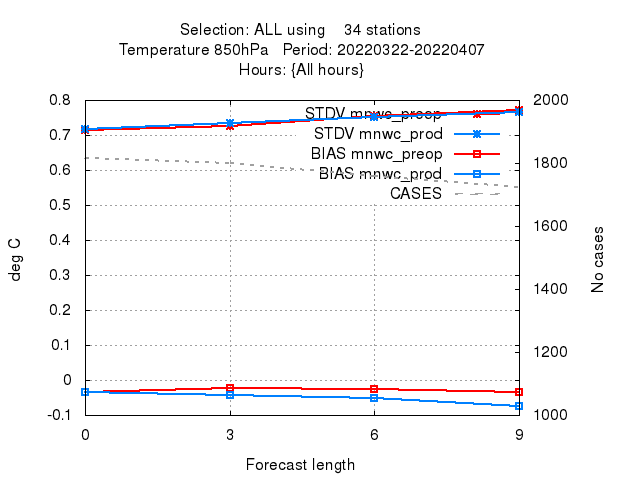 Selection: ALL using 34 stations
Temperature 850hPa Period: 20220322-20220407
Hours: {All hours}
0.8
0.7
0.6
0.5
0.4
0.3
0.2
0.1
0
-0.1
deg C
2000
1800
1600
1400
1200
1000
No cases
STDV mnwc_preop
STDV mnwc_prod
BIAS mnwc_preop
BIAS mnwc_prod
CASES
0 3 6 9
Forecast length